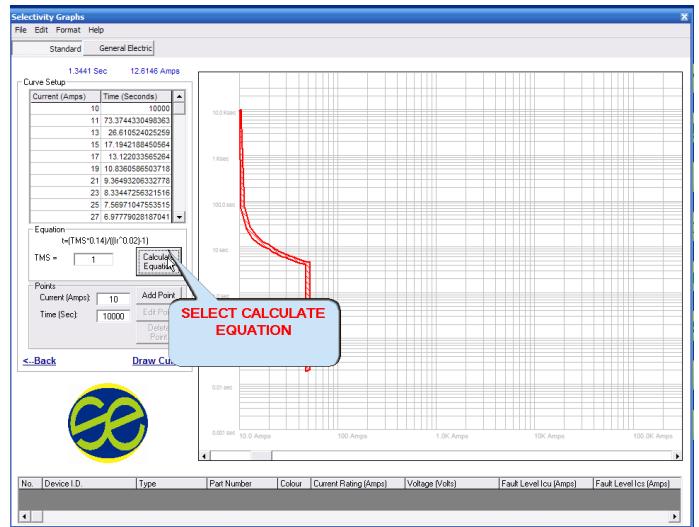 Selectivity Graphs
File Edit Format Help
Standard General Electric
1.3441 Sec 12.6146 Amps
Curve Setup
Current (Amps) Time (Seconds)
10 10000
11 73.3744330498363
13 26.610524025259
15 17.1942188450564
17 13.122033565264
19 10.8360586503718
21 9.36493206332778
23 8.33447256321516
25 7.56971047553515
27 6.97779028187041
Equation
t=(TMS*0.14)/((Ir^0.02)-1)
TMS = 1 Calculate Equation
Points
Current (Amps): 10 Add Point
Time (Sec): 10000 Edit
Delete
<--Back Draw
SELECT CALCULATE
EQUATION
10.0 Ksec
1 Ksec
100.0 sec
10 sec
0.01 sec
0.001 sec
10.0 Amps 100 Amps 1.0K Amps 10K Amps 100.0K Amps
ce
No. Device I.D. Type Part Number Colour Current Rating (Amps) Voltage (Volts) Fault Level Icu (Amps) Fault Level Ics (Amps)